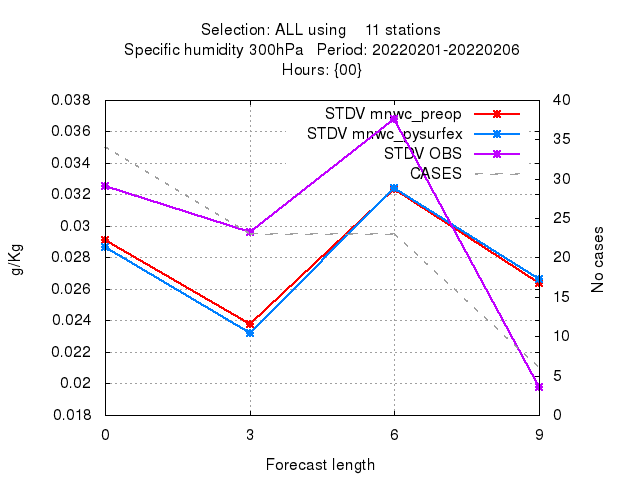 Selection: ALL using    11 stations
Specific humidity 300hPa   Period: 20220201-20220206
Hours: {00}
STDV mnwc_preop
STDV mnwc_pysurfex
STDV OBS
CASES
g/Kg
0.038
0.036
0.034
0.032
0.03
0.028
0.026
0.024
0.022
0.02
0.018
40
35
30
25
20
15
10
5
0
No cases
0 3 6 9
Forecast length